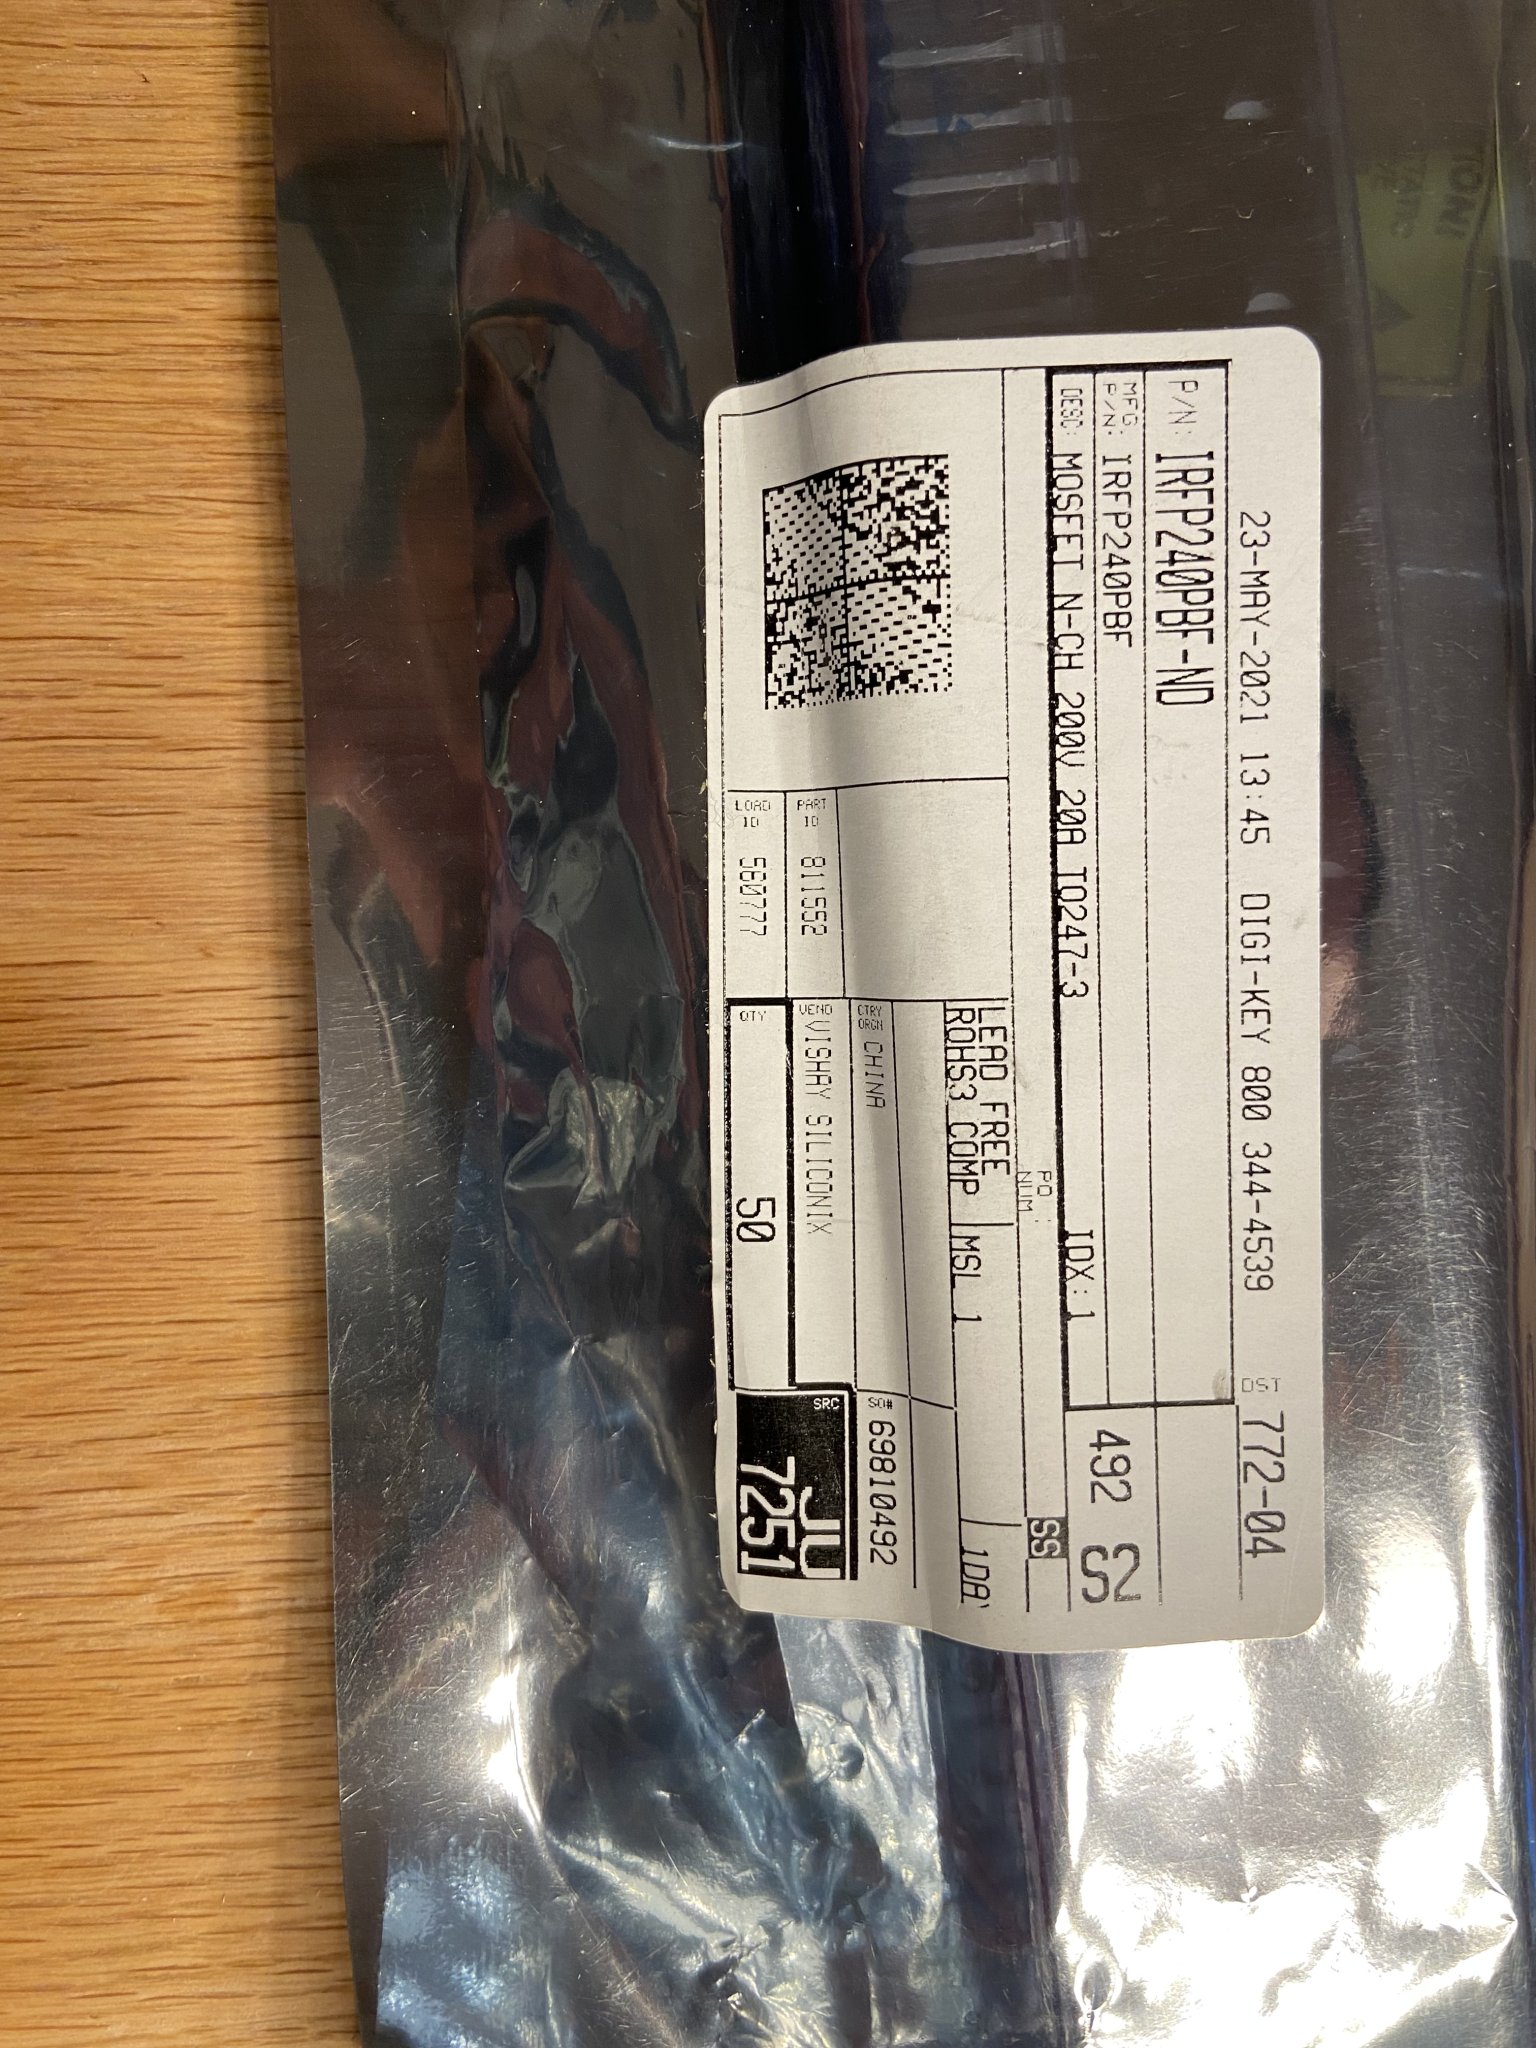 23-MAY-2021 13:45 DIGI-KEY 800 344-4539 DST 772-04
P/N: IRFP240PBF-ND
MFG. P/N: IRFP240PBF 492 S2
DESC: MOSFET N-CH 200V 20A TO247-3 IDX: 1
PO NUM: SS
LEAD FREE
ROHS3 COMP MSL 1 1DAY
CTRY ORGN CHINA SO# 69810492
PART ID 811552 VEND VISHAY SILICONIX SRC
LOAD ID 560777 QTY 50 JU
7251